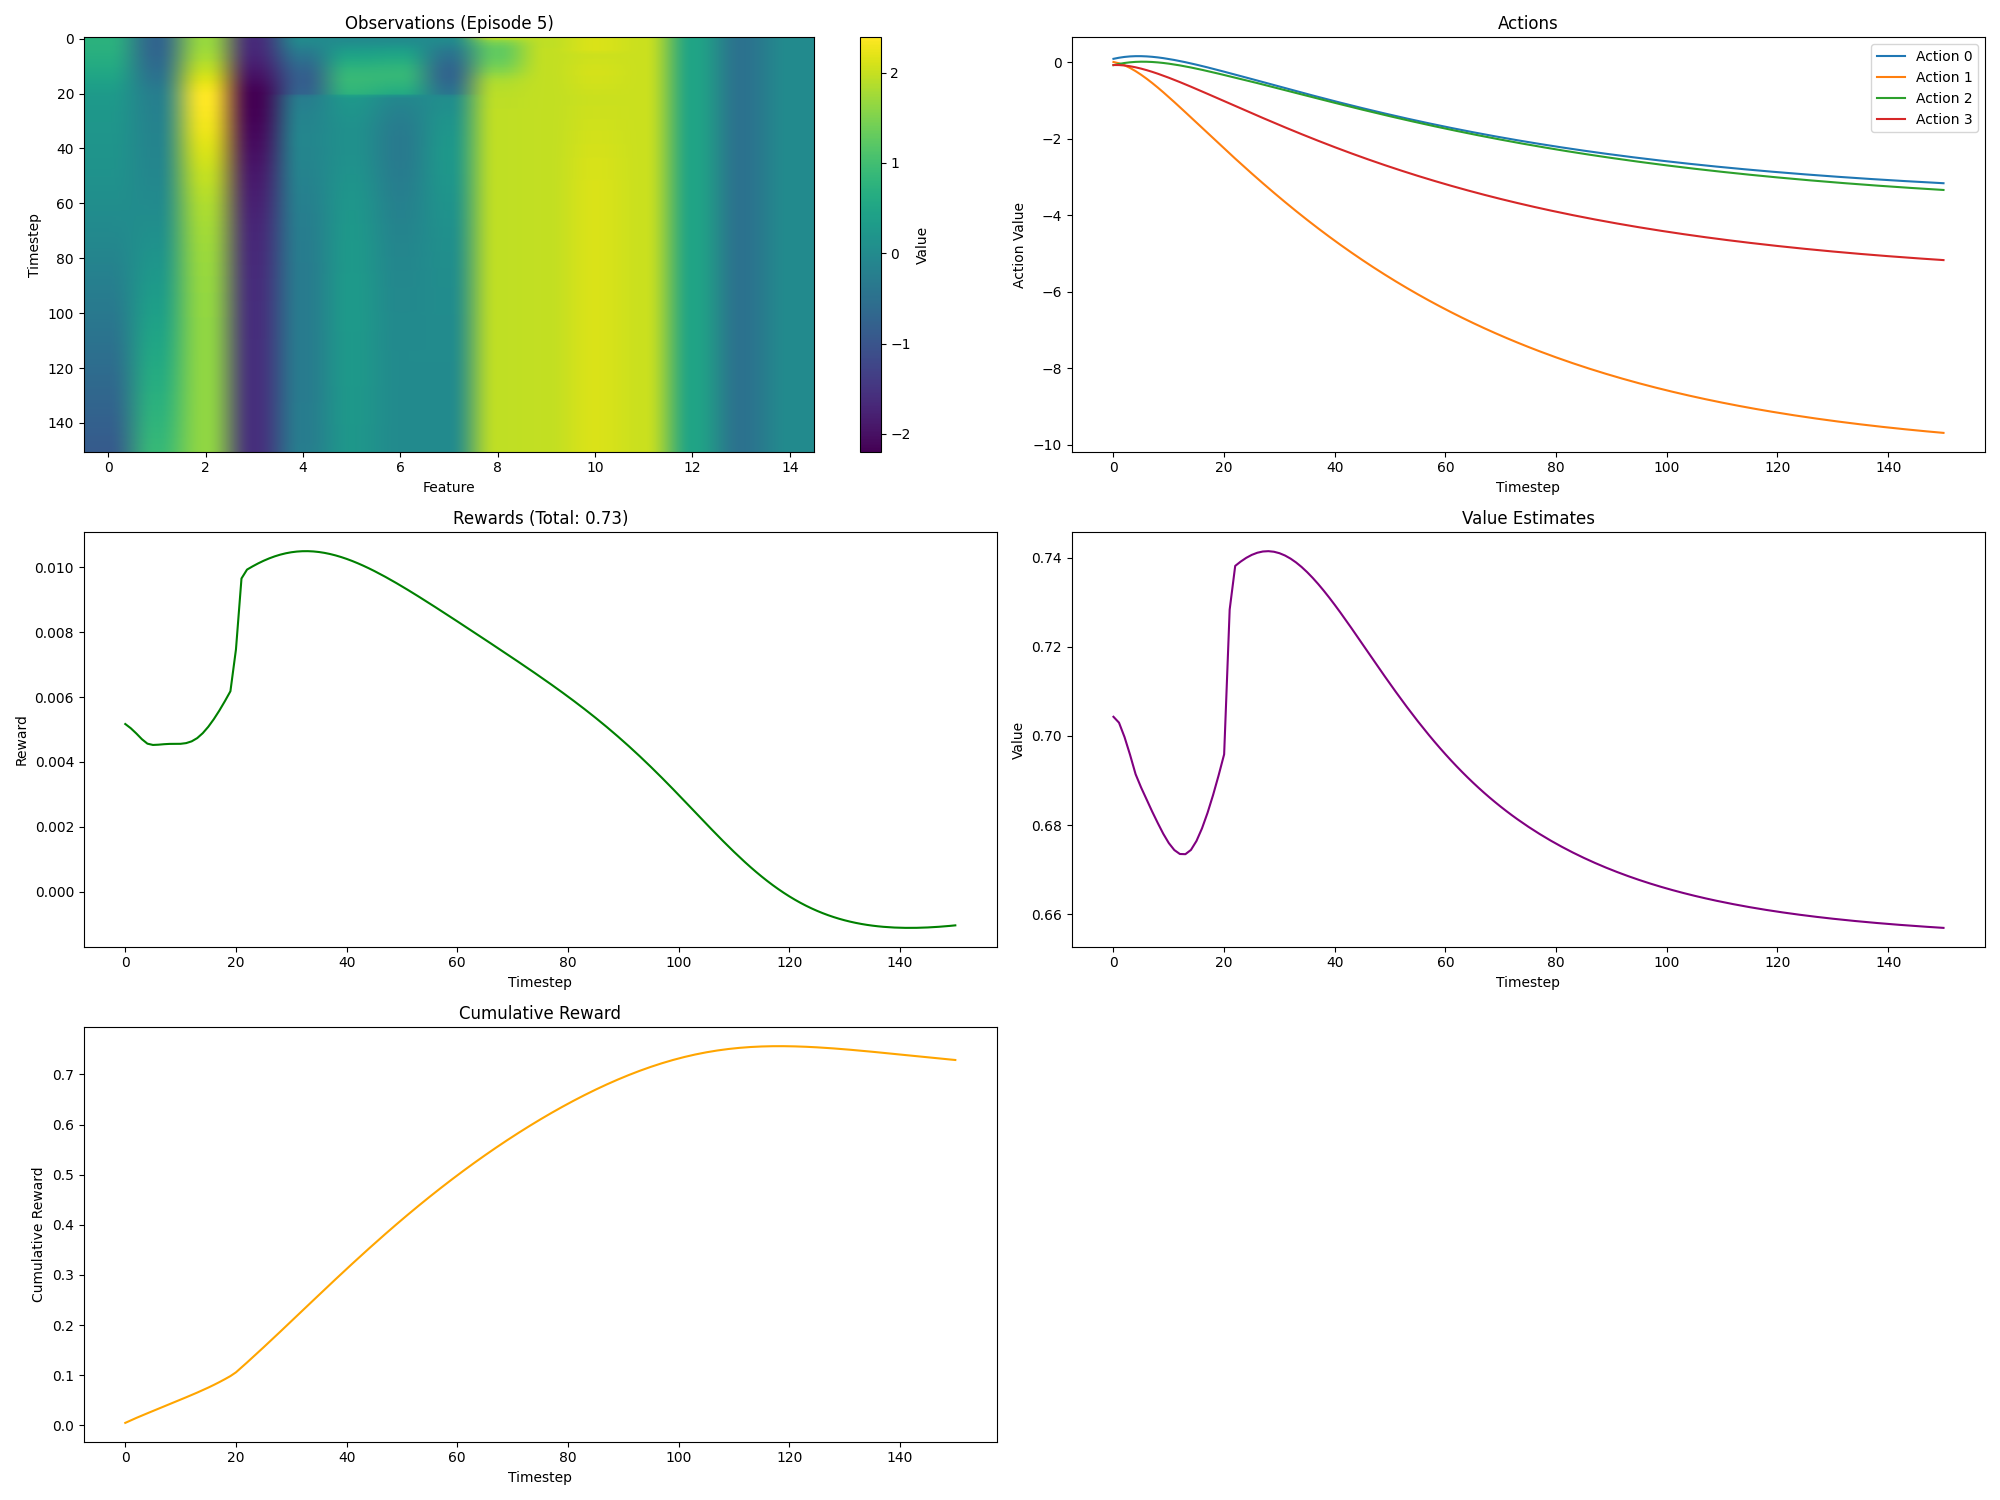 Observations (Episode 5)
0
20
40
60
80
100
120
140
Timestep
0 2 4 6 8 10 12 14
Feature
2
1
0
−1
−2
Value
Actions
0
−2
−4
−6
−8
−10
Action Value
Action 0
Action 1
Action 2
Action 3
0 20 40 60 80 100 120 140
Timestep
Rewards (Total: 0.73)
0.010
0.008
0.006
0.004
0.002
0.000
Reward
0 20 40 60 80 100 120 140
Timestep
Value Estimates
0.74
0.72
0.70
0.68
0.66
Value
0 20 40 60 80 100 120 140
Timestep
Cumulative Reward
0.7
0.6
0.5
0.4
0.3
0.2
0.1
0.0
Cumulative Reward
0 20 40 60 80 100 120 140
Timestep